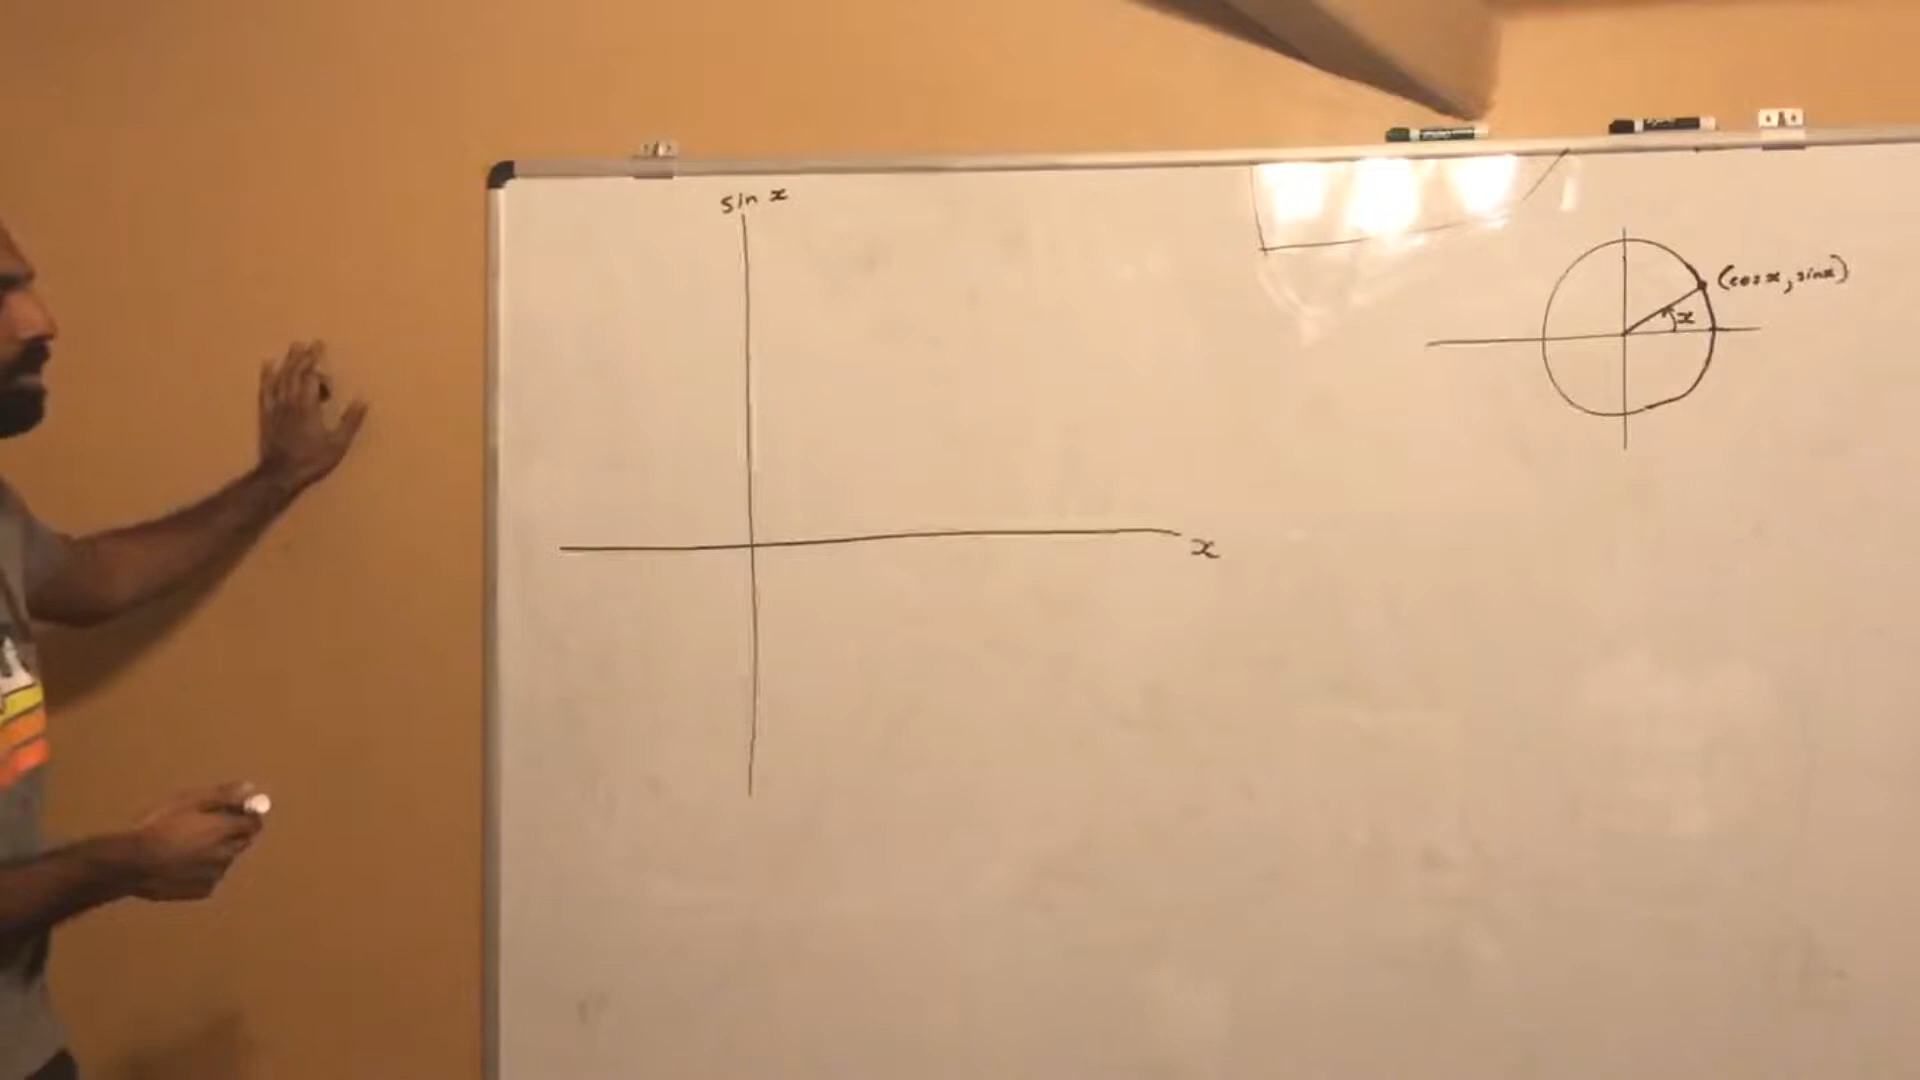 sin x
(cos x, sin x)
x
x